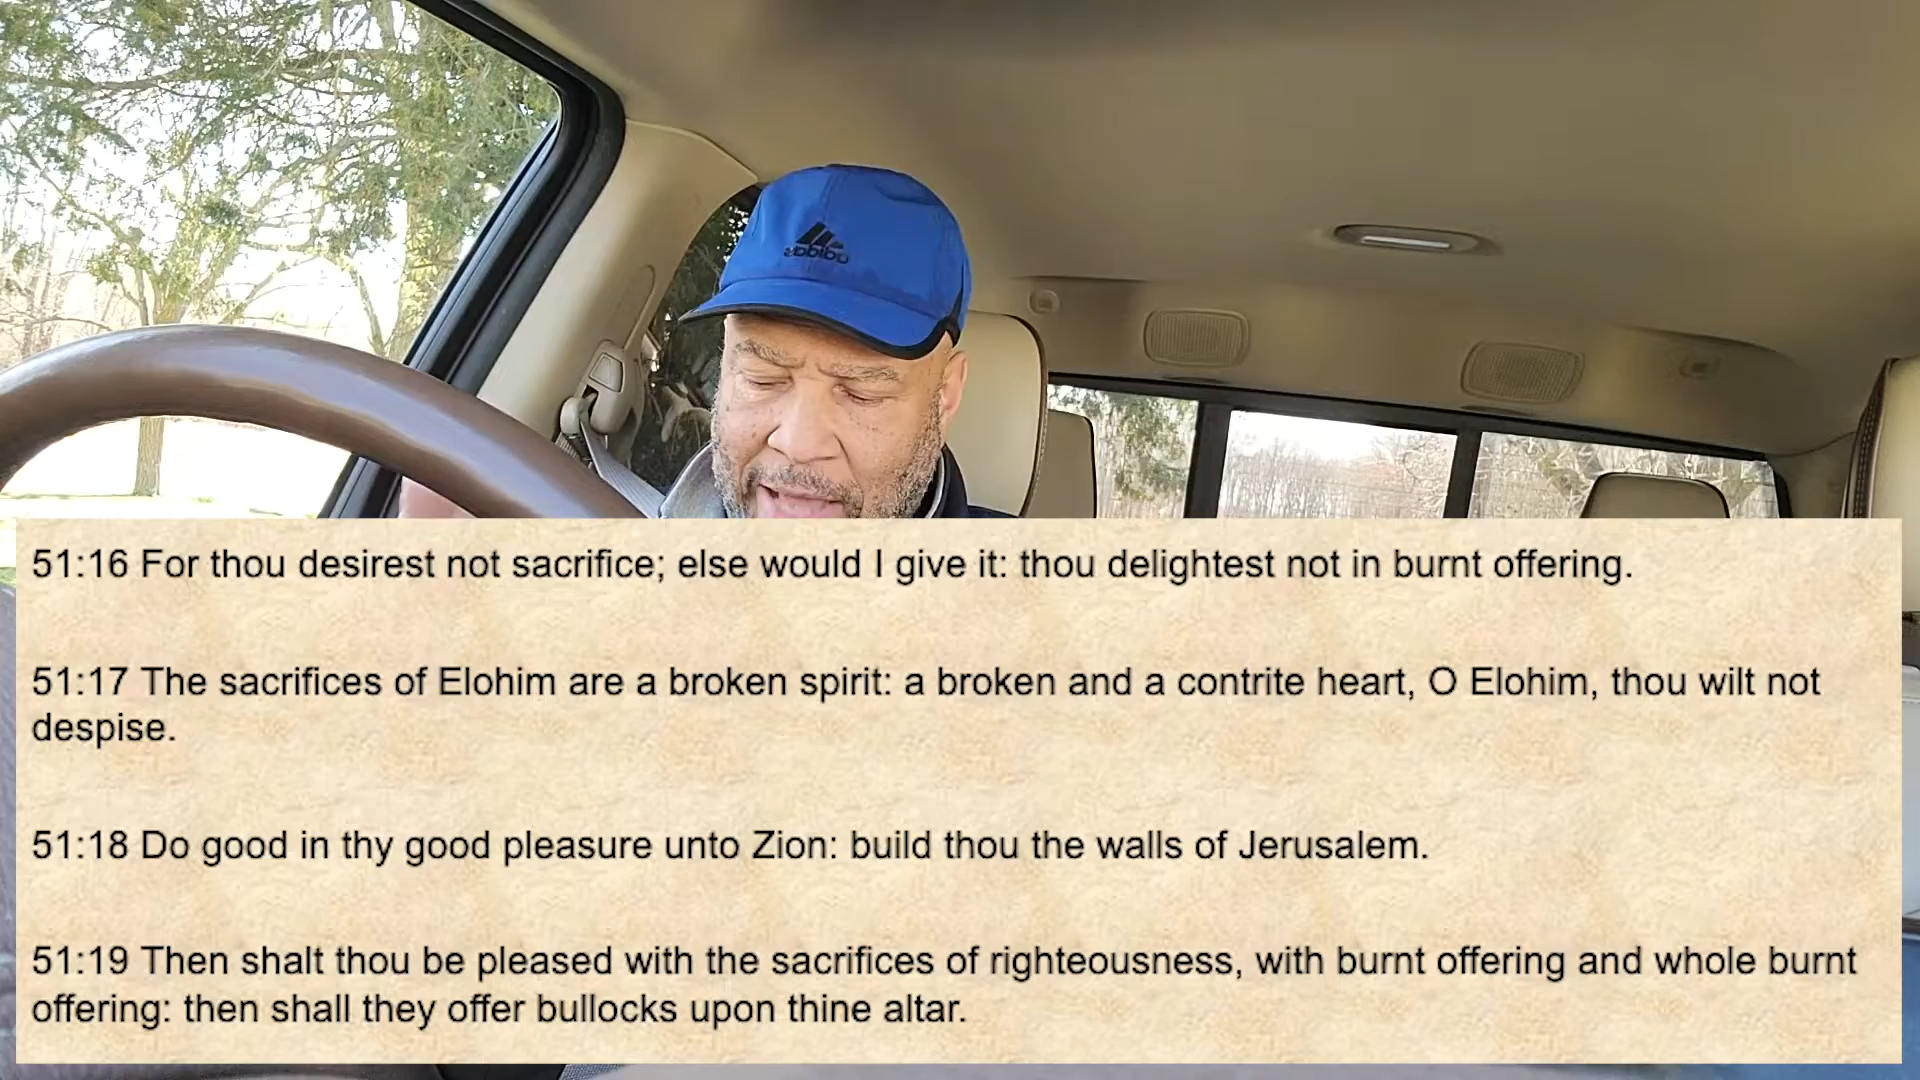 adidas
51:16 For thou desirest not sacrifice; else would I give it: thou delightest not in burnt offering.
51:17 The sacrifices of Elohim are a broken spirit: a broken and a contrite heart, O Elohim, thou wilt not
despise.
51:18 Do good in thy good pleasure unto Zion: build thou the walls of Jerusalem.
51:19 Then shalt thou be pleased with the sacrifices of righteousness, with burnt offering and whole burnt
offering: then shall they offer bullocks upon thine altar.